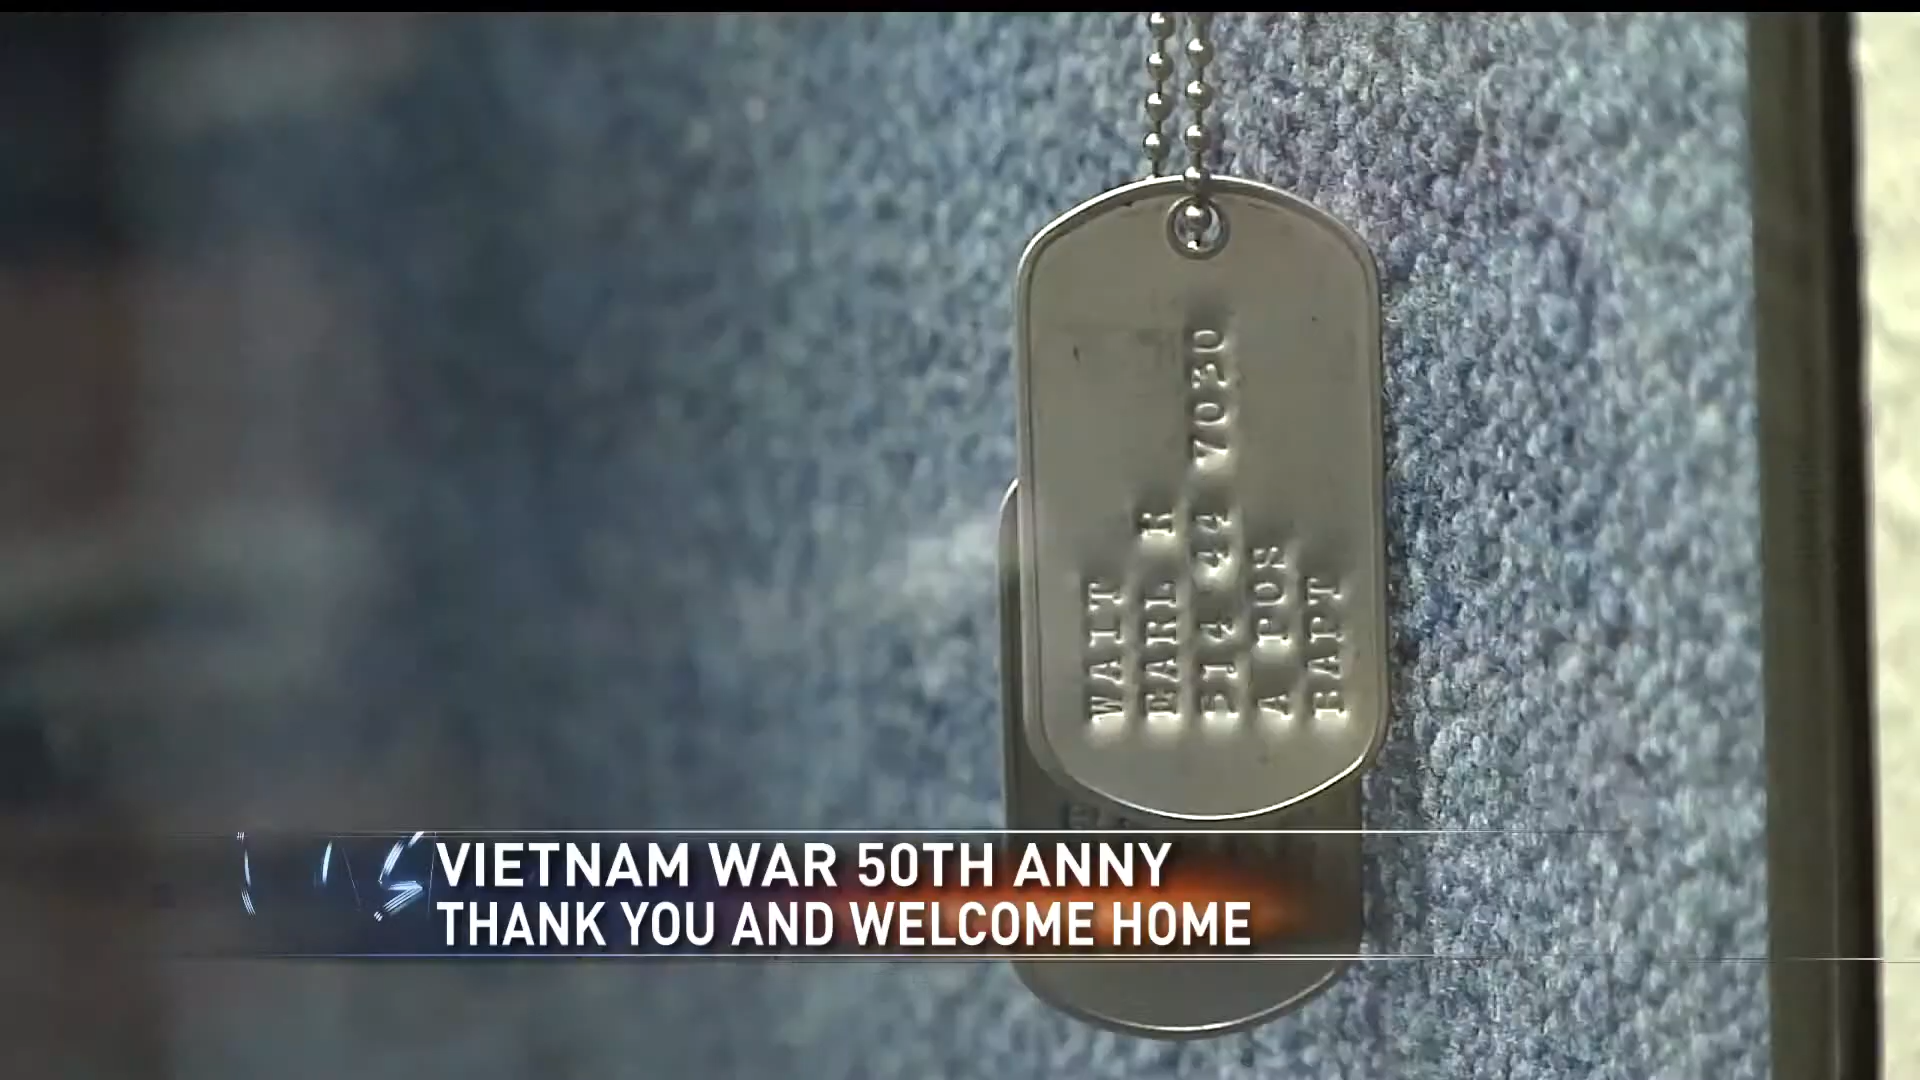 WAIT
EARL R
514 44 7030
A POS
BAPT
VIETNAM WAR 50TH ANNY
THANK YOU AND WELCOME HOME